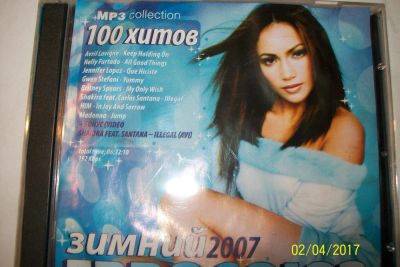 MP3 collection
100 хитов
Avril Lavigne - Keep Holding On
Nelly Furtado - All Good Things
Jennifer Lopez - Que Hiciste
Gwen Stefani - Yummy
Britney Spears - My Only Wish
Shakira feat. Carlos Santana - Illegal
HIM - In Joy And Sorrow
Madonna - Jump
SHAKIRA FEAT. SANTANA – ILLEGAL (AVI)
192 Kbps
ЗИМНИЙ 2007
02/04/2017